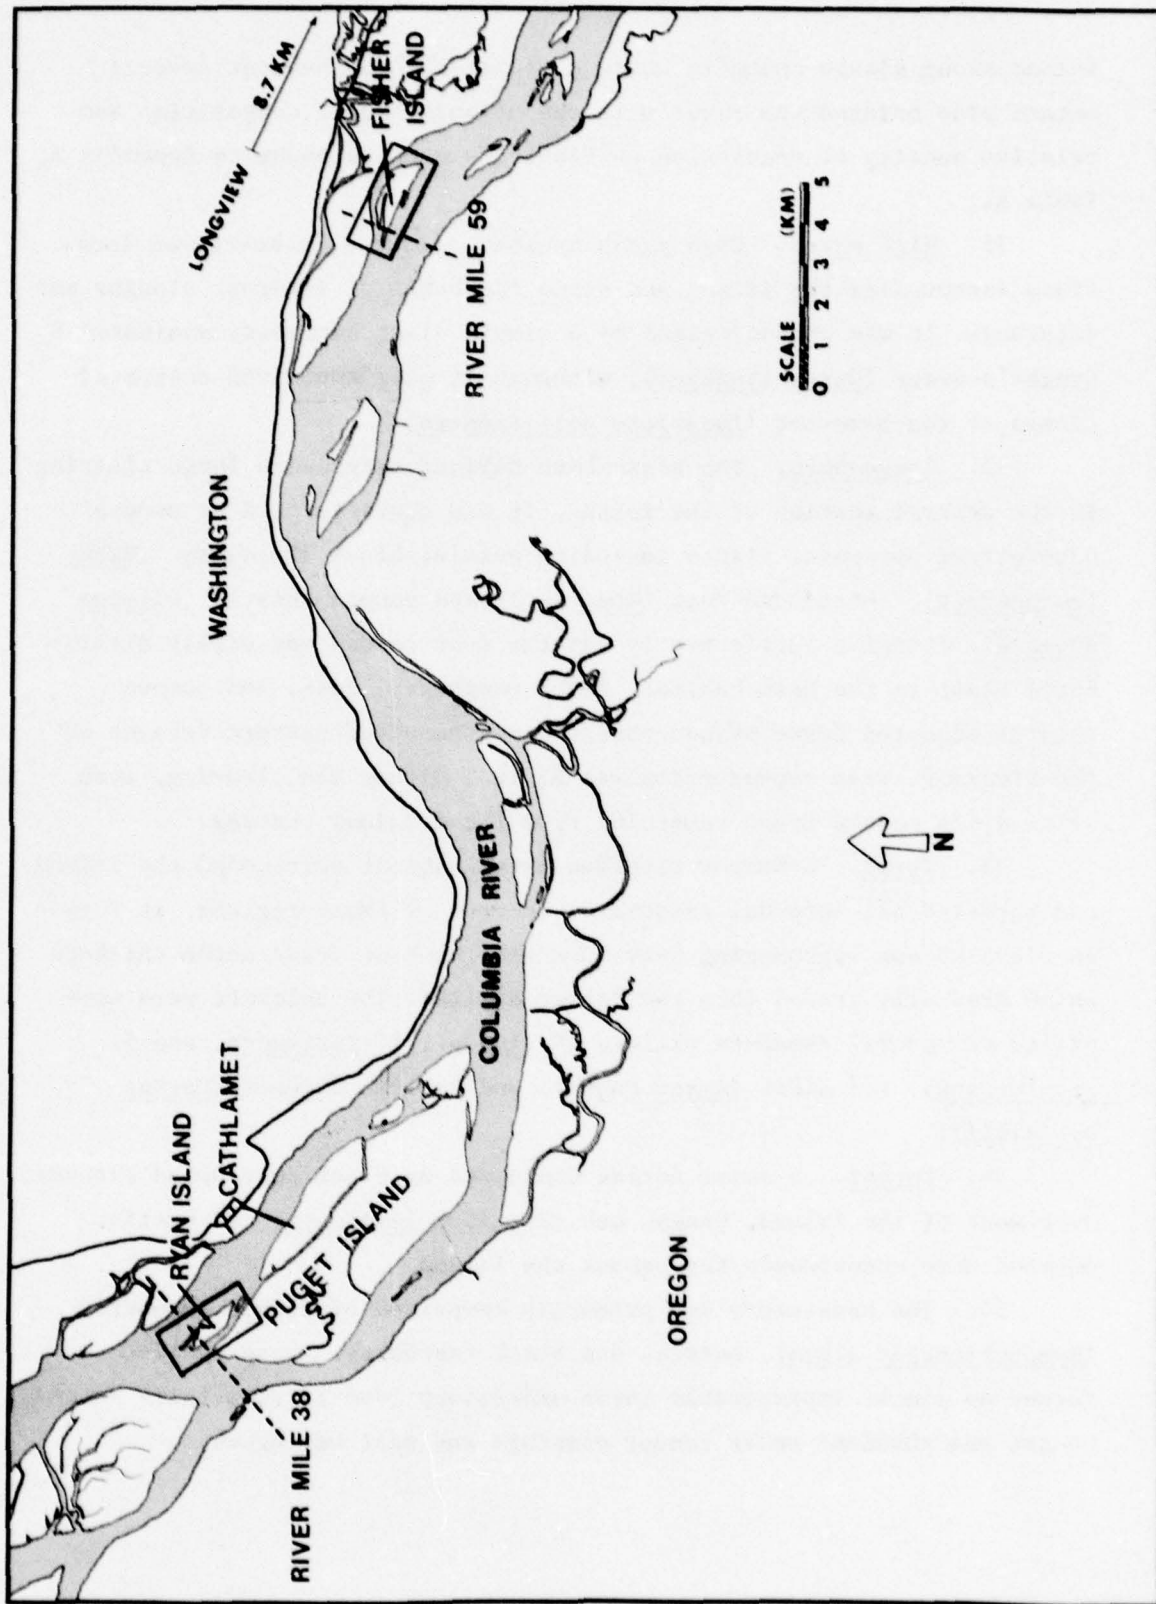 RYAN ISLAND
CATHLAMET
PUGET ISLAND
RIVER MILE 38
WASHINGTON
COLUMBIA RIVER
OREGON
LONGVIEW 8.7 KM
FISHER
ISLAND
RIVER MILE 59
SCALE (KM)
0 1 2 3 4 5
N